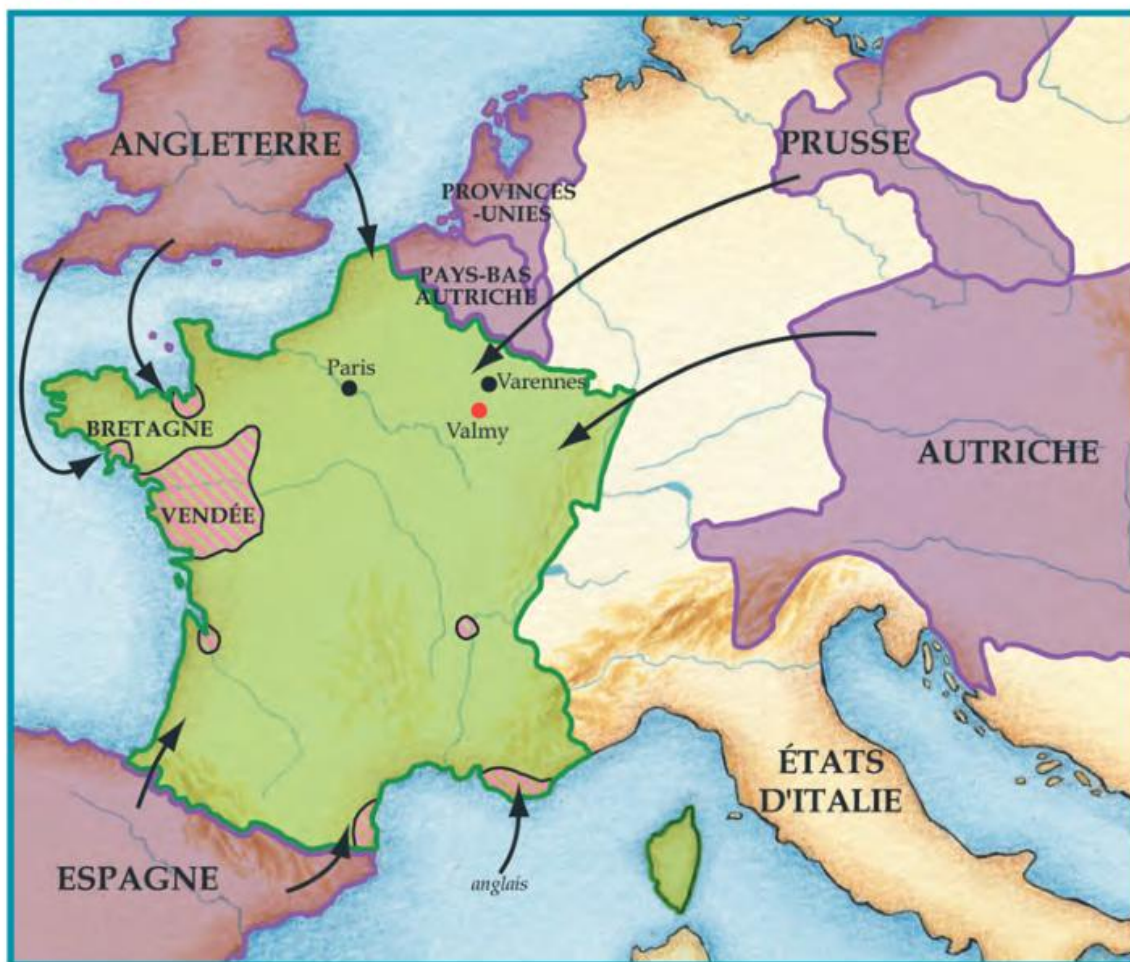 ANGLETERRE
PRUSSE
PROVINCES
-UNIES
PAYS-BAS
AUTRICHE
Paris
Varennes
Valmy
BRETAGNE
AUTRICHE
VENDÉE
ÉTATS
D'ITALIE
ESPAGNE
anglais